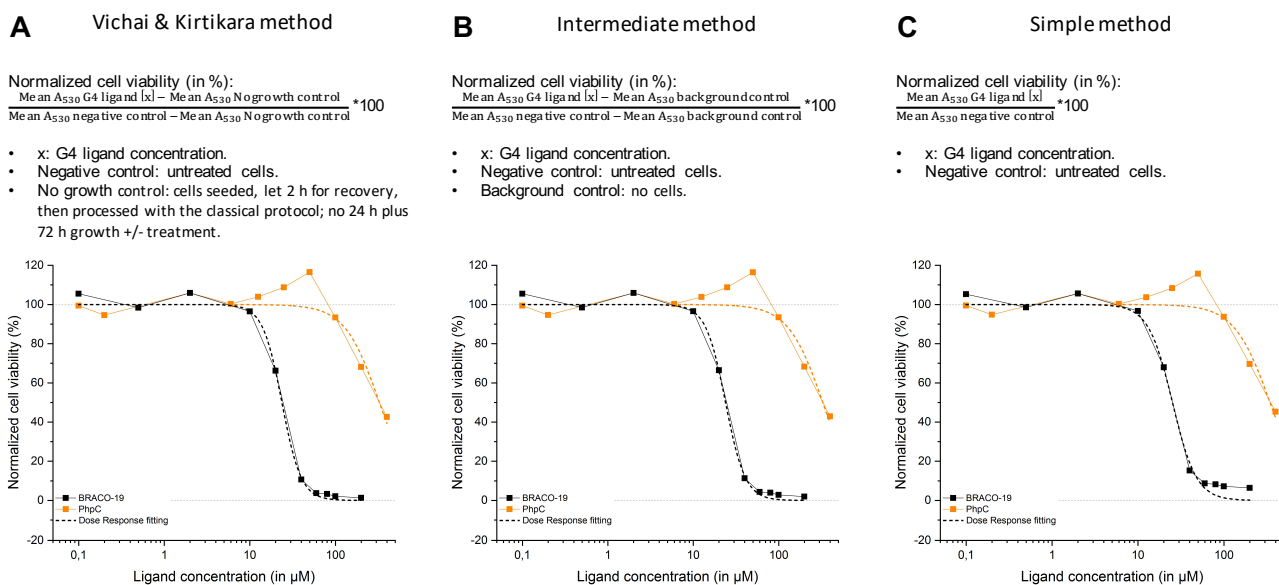 A
Vichai & Kirtikara method
Normalized cell viability (in %):
Mean A530 G4 ligand [x] – Mean A530 No growth control
Mean A530 negative control – Mean A530 No growth control
*100
• x: G4 ligand concentration.
• Negative control: untreated cells.
• No growth control: cells seeded, let 2 h for recovery,
then processed with the classical protocol; no 24 h plus
72 h growth +/- treatment.
Normalized cell viability (%)
120
100
80
60
40
20
0
-20
BRACO-19
PhpC
Dose Response fitting
0,1 1 10 100
Ligand concentration (in µM)
B
Intermediate method
Normalized cell viability (in %):
Mean A530 G4 ligand [x] – Mean A530 background control
Mean A530 negative control – Mean A530 background control
*100
• x: G4 ligand concentration.
• Negative control: untreated cells.
• Background control: no cells.
Normalized cell viability (%)
120
100
80
60
40
20
0
-20
BRACO-19
PhpC
Dose Response fitting
0,1 1 10 100
Ligand concentration (in µM)
C
Simple method
Normalized cell viability (in %):
Mean A530 G4 ligand [x]
Mean A530 negative control
*100
• x: G4 ligand concentration.
• Negative control: untreated cells.
Normalized cell viability (%)
120
100
80
60
40
20
0
-20
BRACO-19
PhpC
Dose Response fitting
0,1 1 10 100
Ligand concentration (in µM)